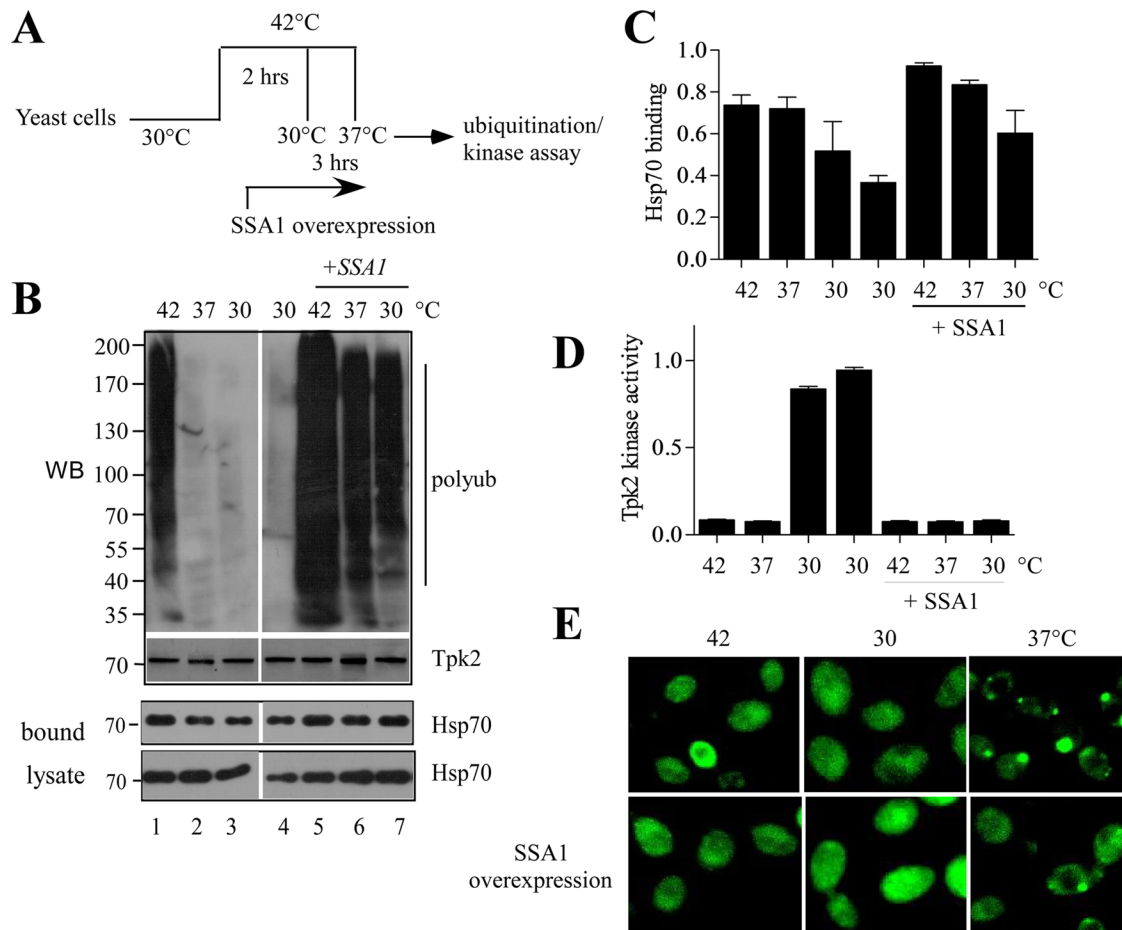 A
42°C
2 hrs
Yeast cells
30°C
30°C 37°C
3 hrs
ubiquitination/
kinase assay
SSA1 overexpression
B
+SSA1
42 37 30 30 42 37 30 °C
200
170
130
100
70
55
40
35
WB
polyub
70
Tpk2
bound
70
Hsp70
lysate
70
Hsp70
1 2 3 4 5 6 7
C
Hsp70 binding
1.0
0.8
0.6
0.4
0.2
0.0
42 37 30 30 42 37 30 °C
+ SSA1
D
Tpk2 kinase activity
1.0
0.5
0.0
42 37 30 30 42 37 30 °C
+ SSA1
E
42 30 37°C
SSA1
overexpression